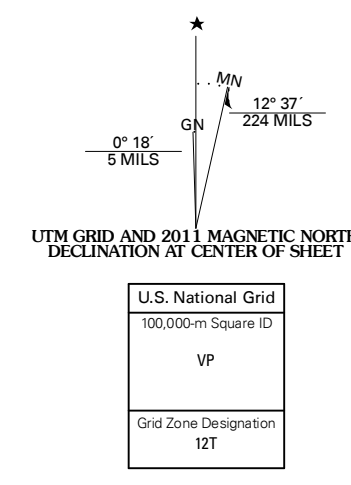 MN
GN
12° 37´
224 MILS
0° 18´
5 MILS
UTM GRID AND 2011 MAGNETIC NORTH
DECLINATION AT CENTER OF SHEET
U.S. National Grid
100,000-m Square ID
VP
Grid Zone Designation
12T